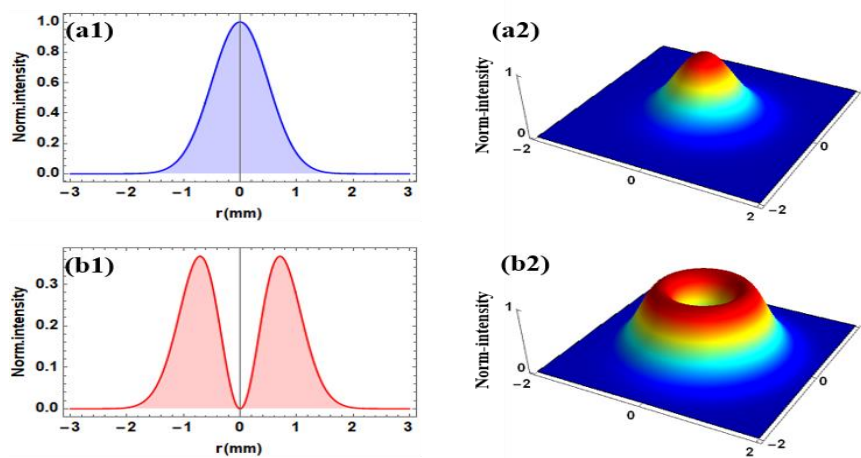 (a1)
Norm.intensity
1.0
0.8
0.6
0.4
0.2
0.0
−3 −2 −1 0 1 2 3
r(mm)
(a2)
Norm-intensity
1
0
−2
0
2
−2
0
(b1)
Norm.intensity
0.3
0.2
0.1
0.0
−3 −2 −1 0 1 2 3
r(mm)
(b2)
Norm-intensity
1
0
−2
0
2
−2
0